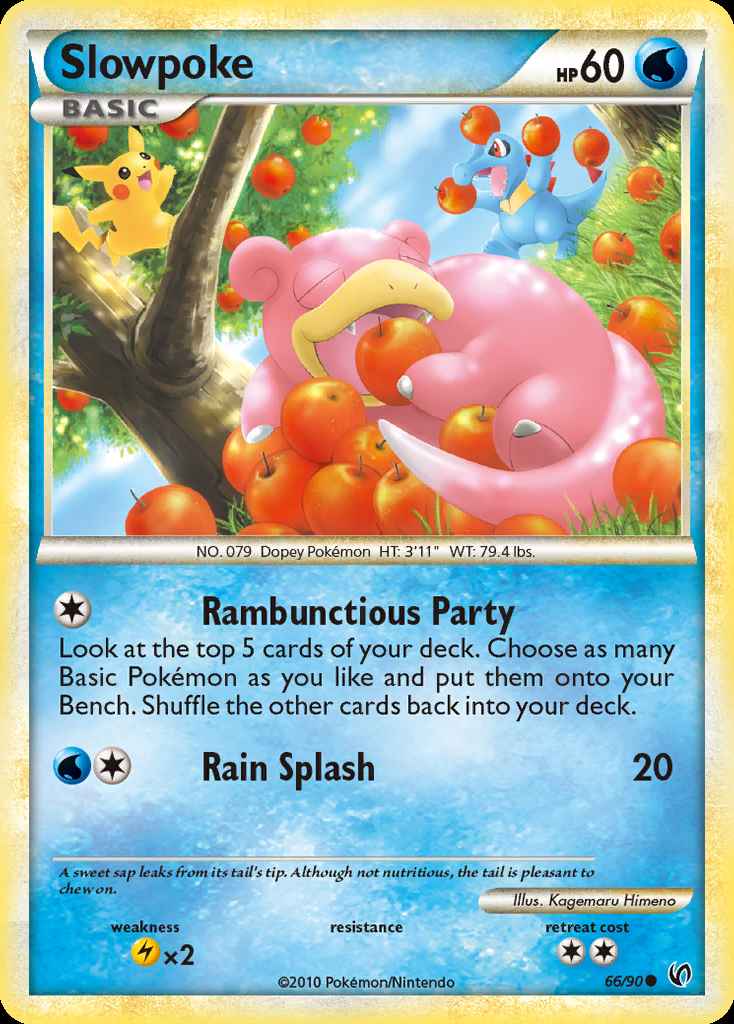 Slowpoke
HP 60
BASIC
NO. 079 Dopey Pokémon HT: 3'11" WT: 79.4 lbs.
Rambunctious Party
Look at the top 5 cards of your deck. Choose as many
Basic Pokémon as you like and put them onto your
Bench. Shuffle the other cards back into your deck.
Rain Splash 20
A sweet sap leaks from its tail's tip. Although not nutritious, the tail is pleasant to
chew on.
Illus. Kagemaru Himeno
weakness resistance retreat cost
×2
©2010 Pokémon/Nintendo 66/90